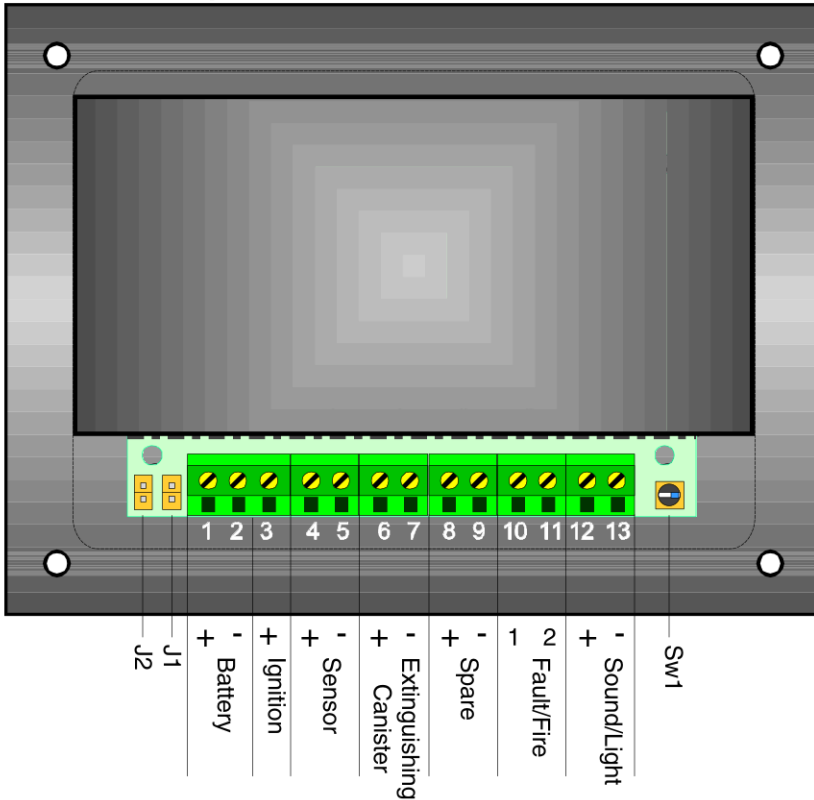 1 2 3 4 5 6 7 8 9 10 11 12 13
J2
J1
+ -
Battery
+
Ignition
+ -
Sensor
+ -
Extinguishing
Canister
+ -
Spare
1 2
Fault/Fire
+ -
Sound/Light
Sw1